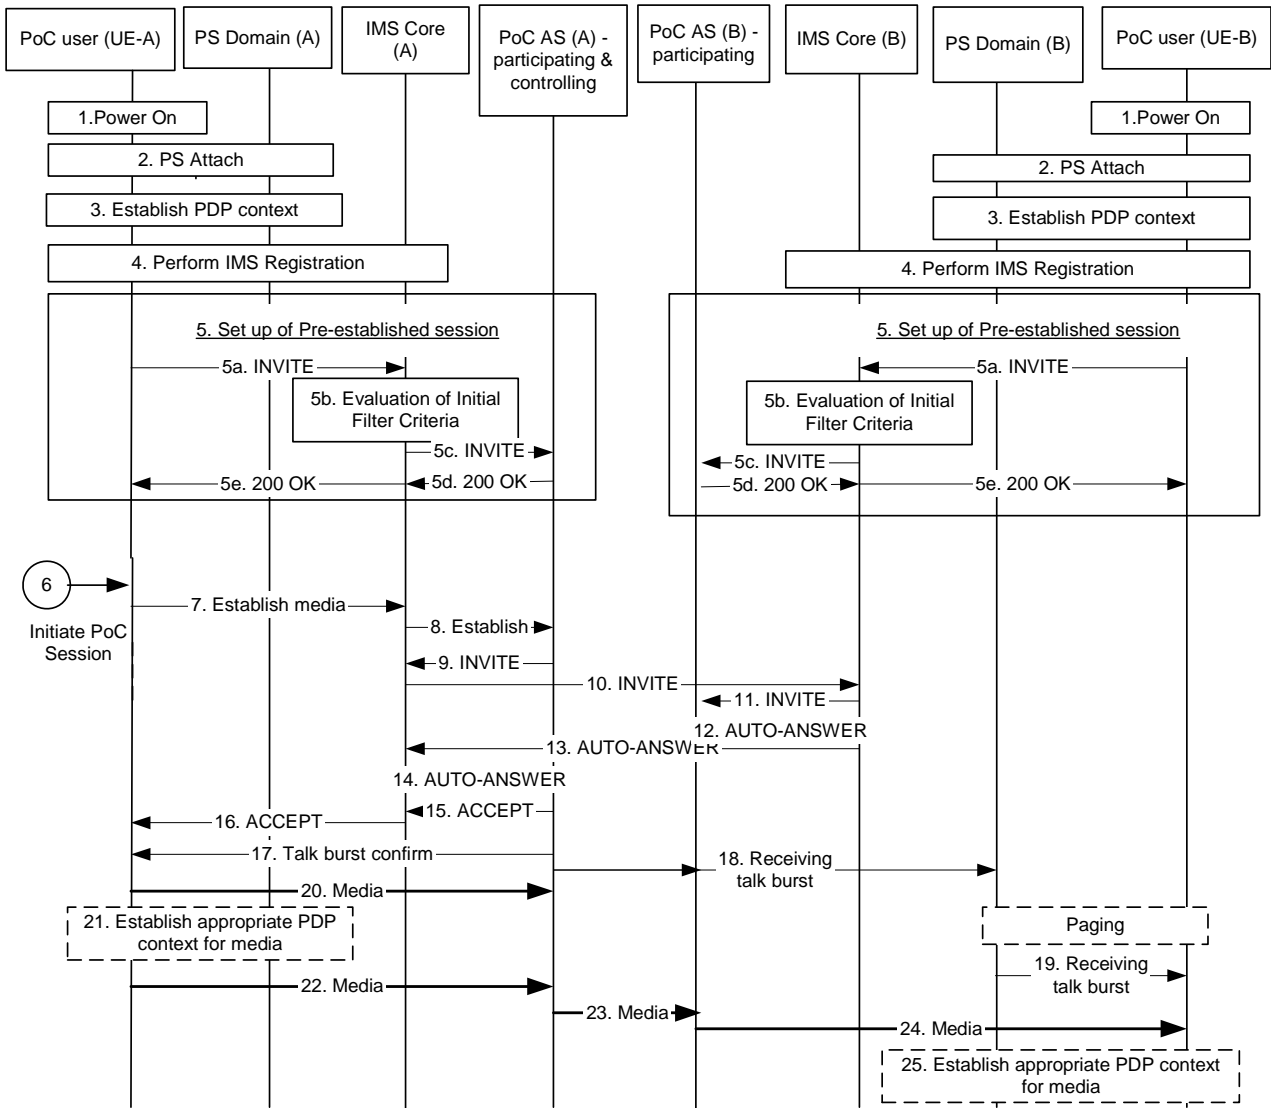 PoC user (UE-A)
PS Domain (A)
IMS Core
(A)
PoC AS (A) -
participating &
controlling
PoC AS (B) -
participating
IMS Core (B)
PS Domain (B)
PoC user (UE-B)
1.Power On
1.Power On
2. PS Attach
2. PS Attach
3. Establish PDP context
3. Establish PDP context
4. Perform IMS Registration
4. Perform IMS Registration
5. Set up of Pre-established session
5. Set up of Pre-established session
5a. INVITE
5a. INVITE
5b. Evaluation of Initial
Filter Criteria
5b. Evaluation of Initial
Filter Criteria
5c. INVITE
5c. INVITE
5e. 200 OK
5d. 200 OK
5d. 200 OK
5e. 200 OK
6
Initiate PoC
Session
7. Establish media
8. Establish
9. INVITE
10. INVITE
11. INVITE
12. AUTO-ANSWER
13. AUTO-ANSWER
14. AUTO-ANSWER
15. ACCEPT
16. ACCEPT
17. Talk burst confirm
18. Receiving
talk burst
20. Media
21. Establish appropriate PDP
context for media
Paging
19. Receiving
talk burst
22. Media
23. Media
24. Media
25. Establish appropriate PDP context
for media